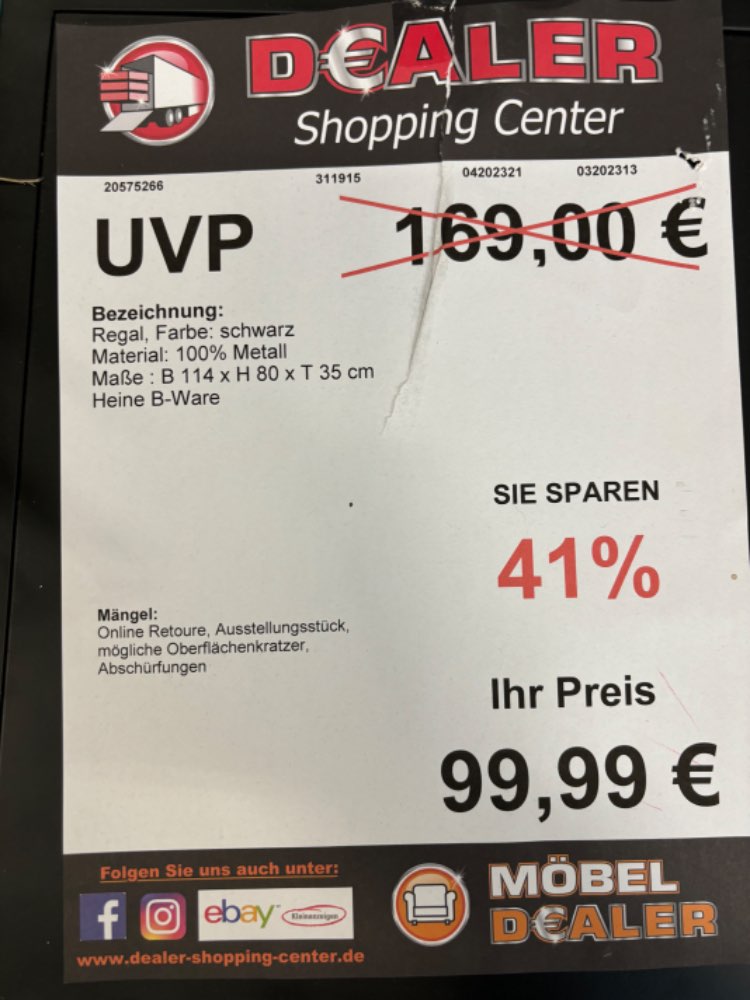 D€ALER
Shopping Center
20575266 311915 04202321 03202313
UVP 169,00 €
Bezeichnung:
Regal, Farbe: schwarz
Material: 100% Metall
Maße : B 114 x H 80 x T 35 cm
Heine B-Ware
SIE SPAREN
41%
Mängel:
Online Retoure, Ausstellungsstück,
mögliche Oberflächenkratzer,
Abschürfungen
Ihr Preis
99,99 €
Folgen Sie uns auch unter:
f ebay Kleinanzeigen
www.dealer-shopping-center.de
MÖBEL
D€ALER